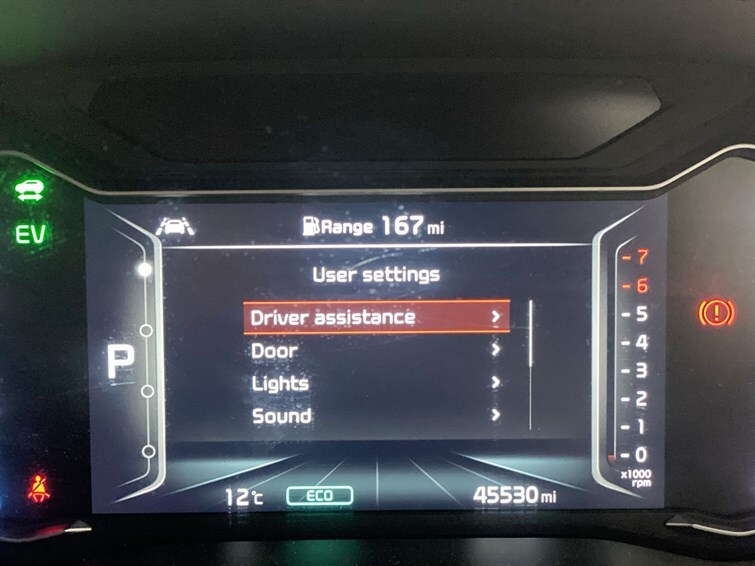 Range 167 mi
EV
User settings
Driver assistance
Door
Lights
Sound
P
7
6
5
4
3
2
1
0
x1000
rpm
12°c
ECO
45530 mi